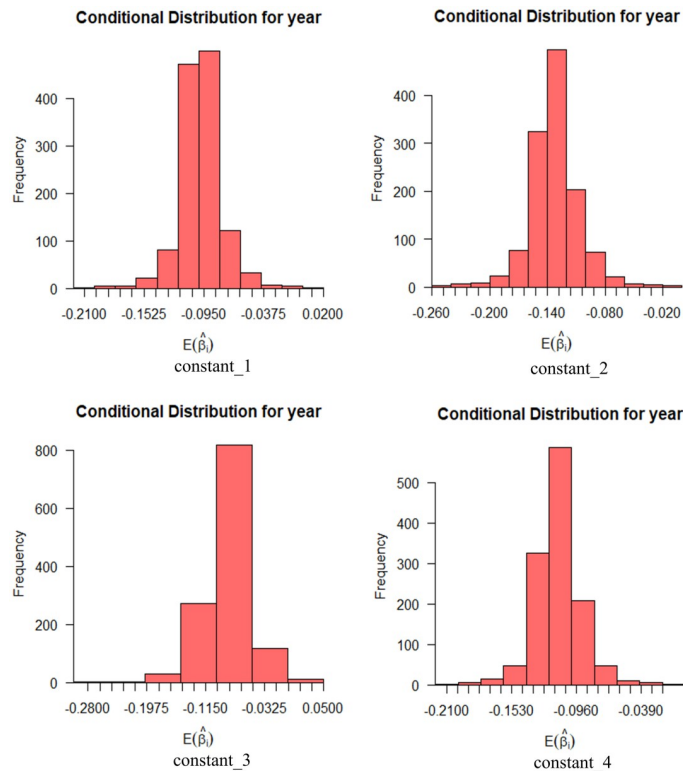 Conditional Distribution for year
Frequency
400
300
200
100
0
-0.2100 -0.1525 -0.0950 -0.0375 0.0200
E(β̂i)
constant_1
Conditional Distribution for year
Frequency
400
300
200
100
0
-0.260 -0.200 -0.140 -0.080 -0.020
E(β̂i)
constant_2
Conditional Distribution for year
Frequency
800
600
400
200
0
-0.2800 -0.1975 -0.1150 -0.0325 0.0500
E(β̂i)
constant_3
Conditional Distribution for year
Frequency
500
400
300
200
100
0
-0.2100 -0.1530 -0.0960 -0.0390
E(β̂i)
constant_4